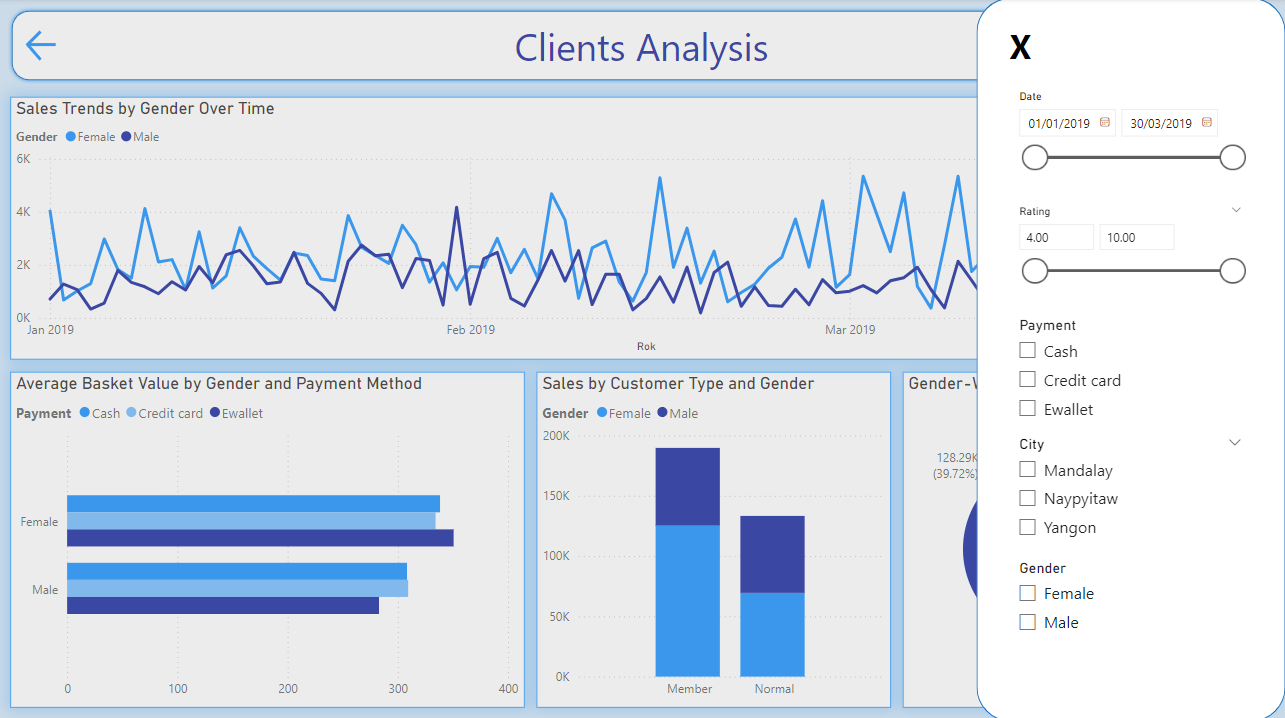 Clients Analysis
X
Sales Trends by Gender Over Time
Gender Female Male
6K
4K
2K
0K
Jan 2019 Feb 2019 Mar 2019
Rok
Average Basket Value by Gender and Payment Method
Payment Cash Credit card Ewallet
Female
Male
0 100 200 300 400
Sales by Customer Type and Gender
Gender Female Male
200K
150K
100K
50K
0K
Member Normal
128.29K
(39.72%)
Date
01/01/2019 30/03/2019
Rating
4.00 10.00
Payment
Cash
Credit card
Ewallet
City
Mandalay
Naypyitaw
Yangon
Gender
Female
Male